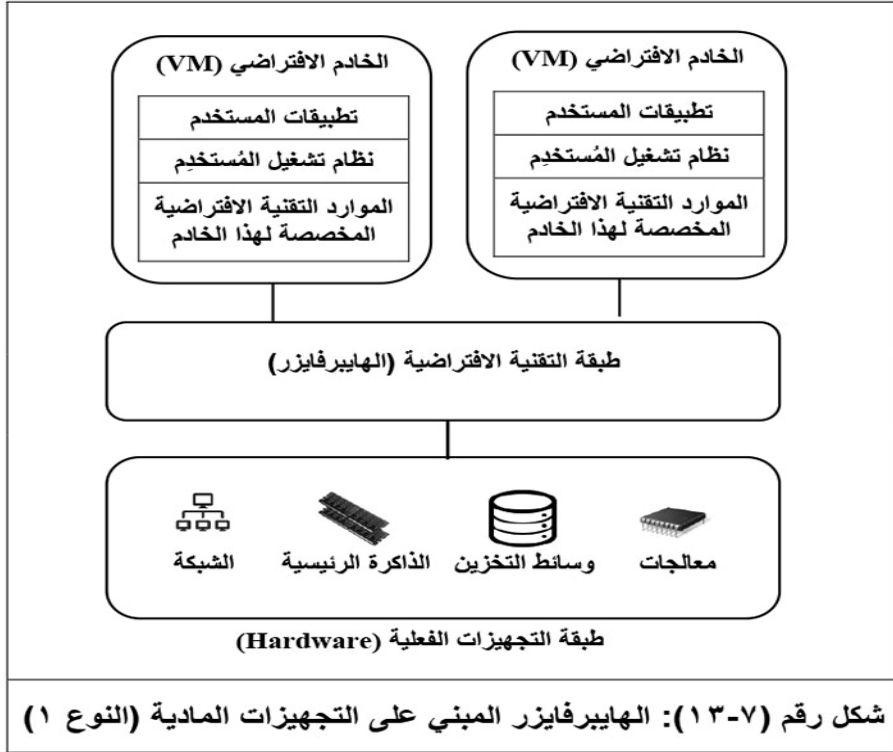 الخادم الافتراضي (VM)
تطبيقات المستخدم
نظام تشغيل المُستخدِم
الموارد التقنية الافتراضية
المخصصة لهذا الخادم
الخادم الافتراضي (VM)
تطبيقات المستخدم
نظام تشغيل المُستخدِم
الموارد التقنية الافتراضية
المخصصة لهذا الخادم
طبقة التقنية الافتراضية (الهايبرفايزر)
معالجات
وسائط التخزين
الذاكرة الرئيسية
الشبكة
طبقة التجهيزات الفعلية (Hardware)
شكل رقم (٧-١٣): الهايبرفايزر المبني على التجهيزات المادية (النوع ١)